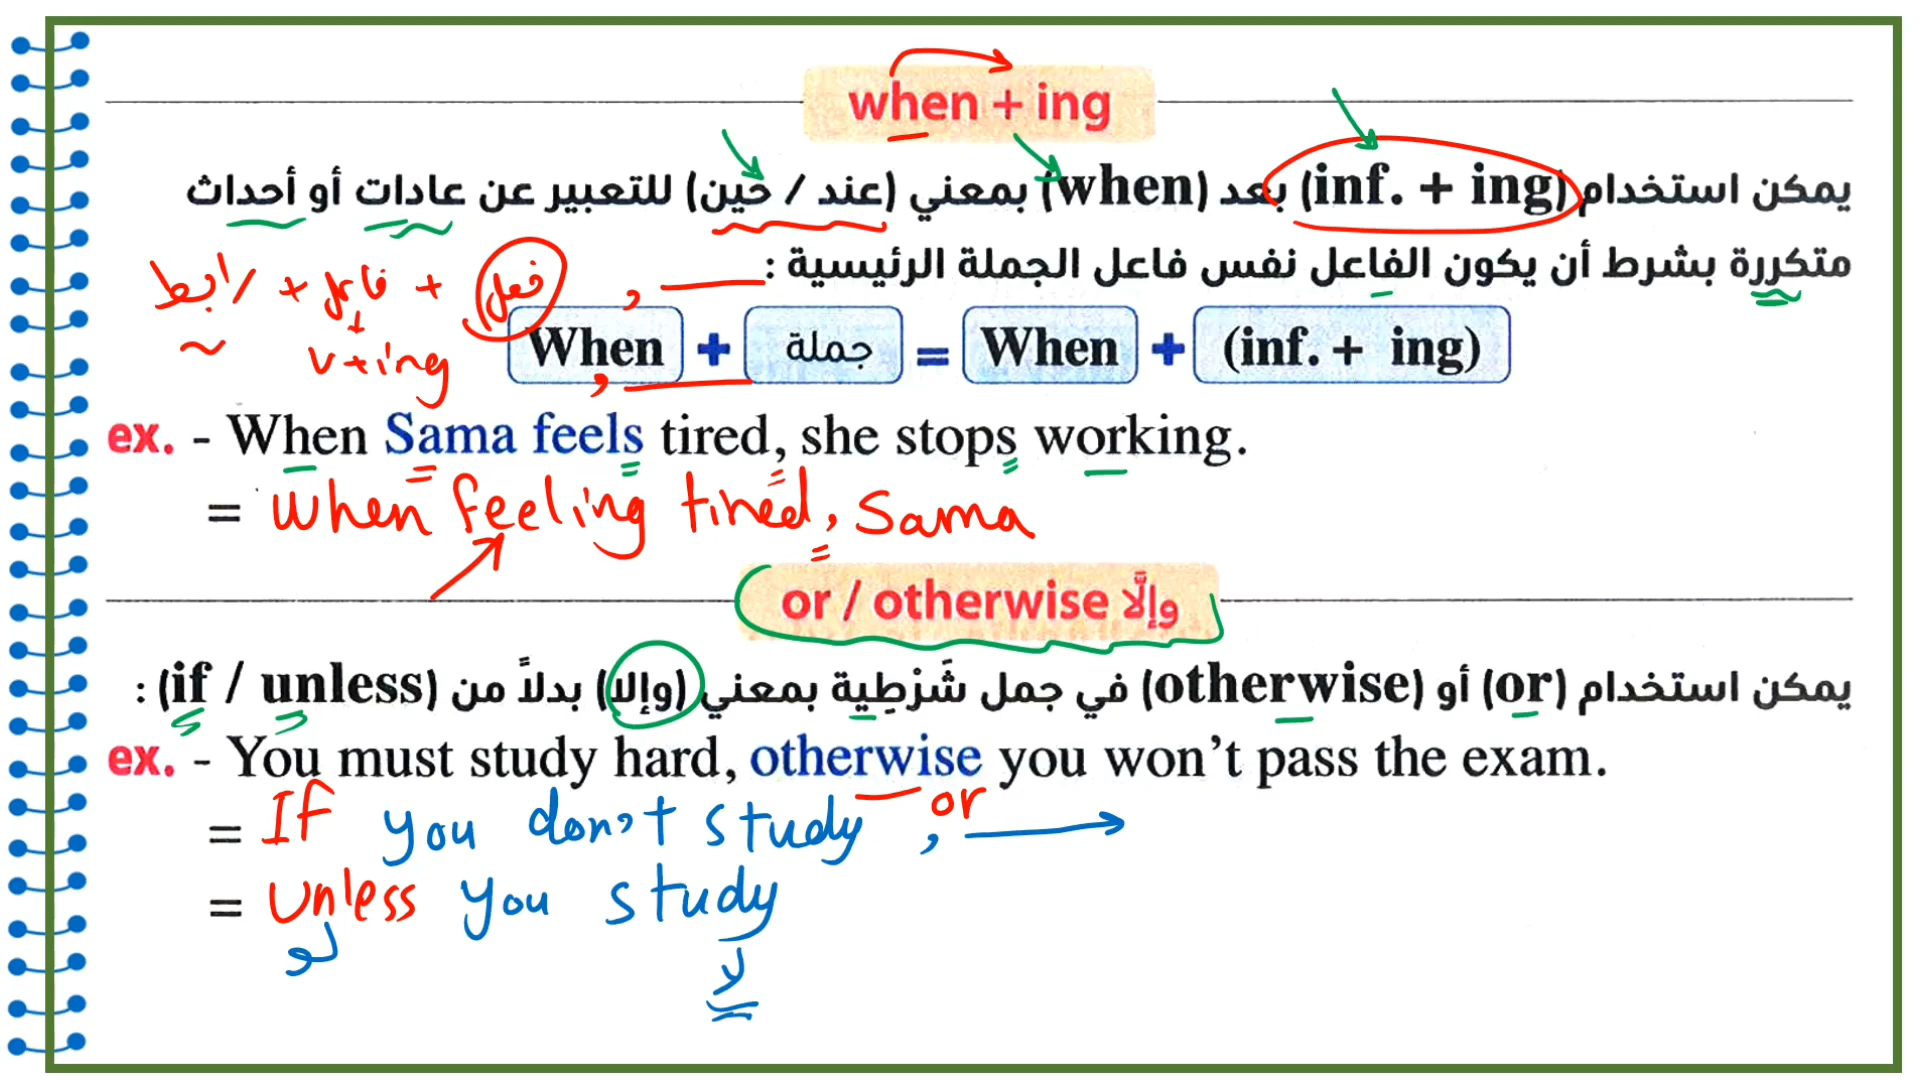 when + ing
يمكن استخدام (inf. + ing) بعد (when) بمعني (عند / حين) للتعبير عن عادات أو أحداث
متكررة بشرط أن يكون الفاعل نفس فاعل الجملة الرئيسية :
رابط + فاعل + فعل ,
v+ing
When + جملة = When + (inf. + ing)
ex. - When Sama feels tired, she stops working.
= When feeling tired, Sama
or / otherwise وإلَّا
يمكن استخدام (or) أو (otherwise) في جمل شَرْطِية بمعني (وإلا) بدلاً من (if / unless) :
ex. - You must study hard, otherwise you won't pass the exam.
or
= If you don't study ,
= Unless you study
لو
لا